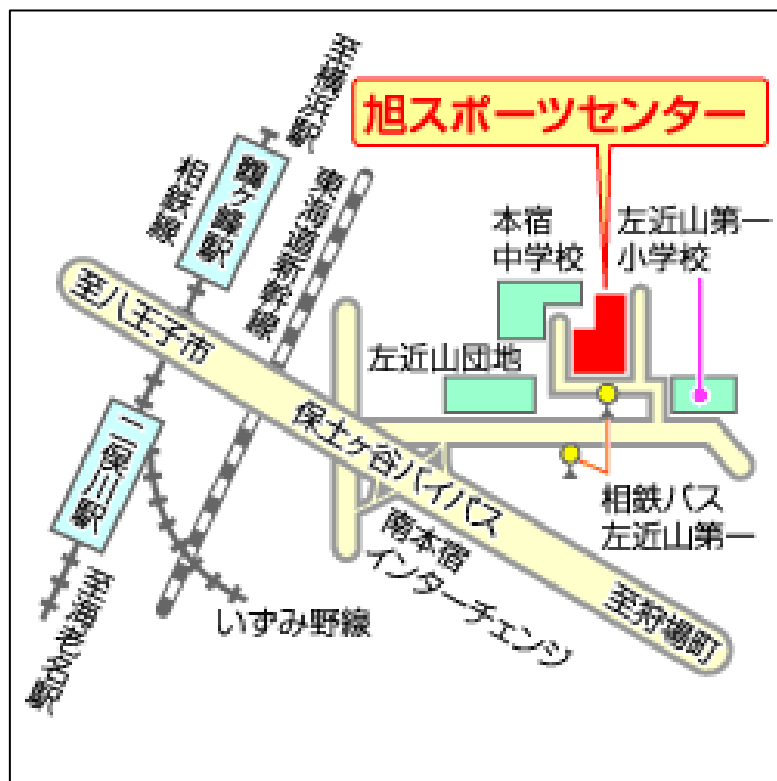 至横浜駅
旭スポーツセンター
鶴ヶ峰駅
相鉄線
東海道新幹線
本宿
中学校
左近山第一
小学校
至八王子市
左近山団地
保土ヶ谷バイパス
二俣川駅
相鉄バス
左近山第一
南本宿
インターチェンジ
至狩場町
いずみ野線
至海老名駅